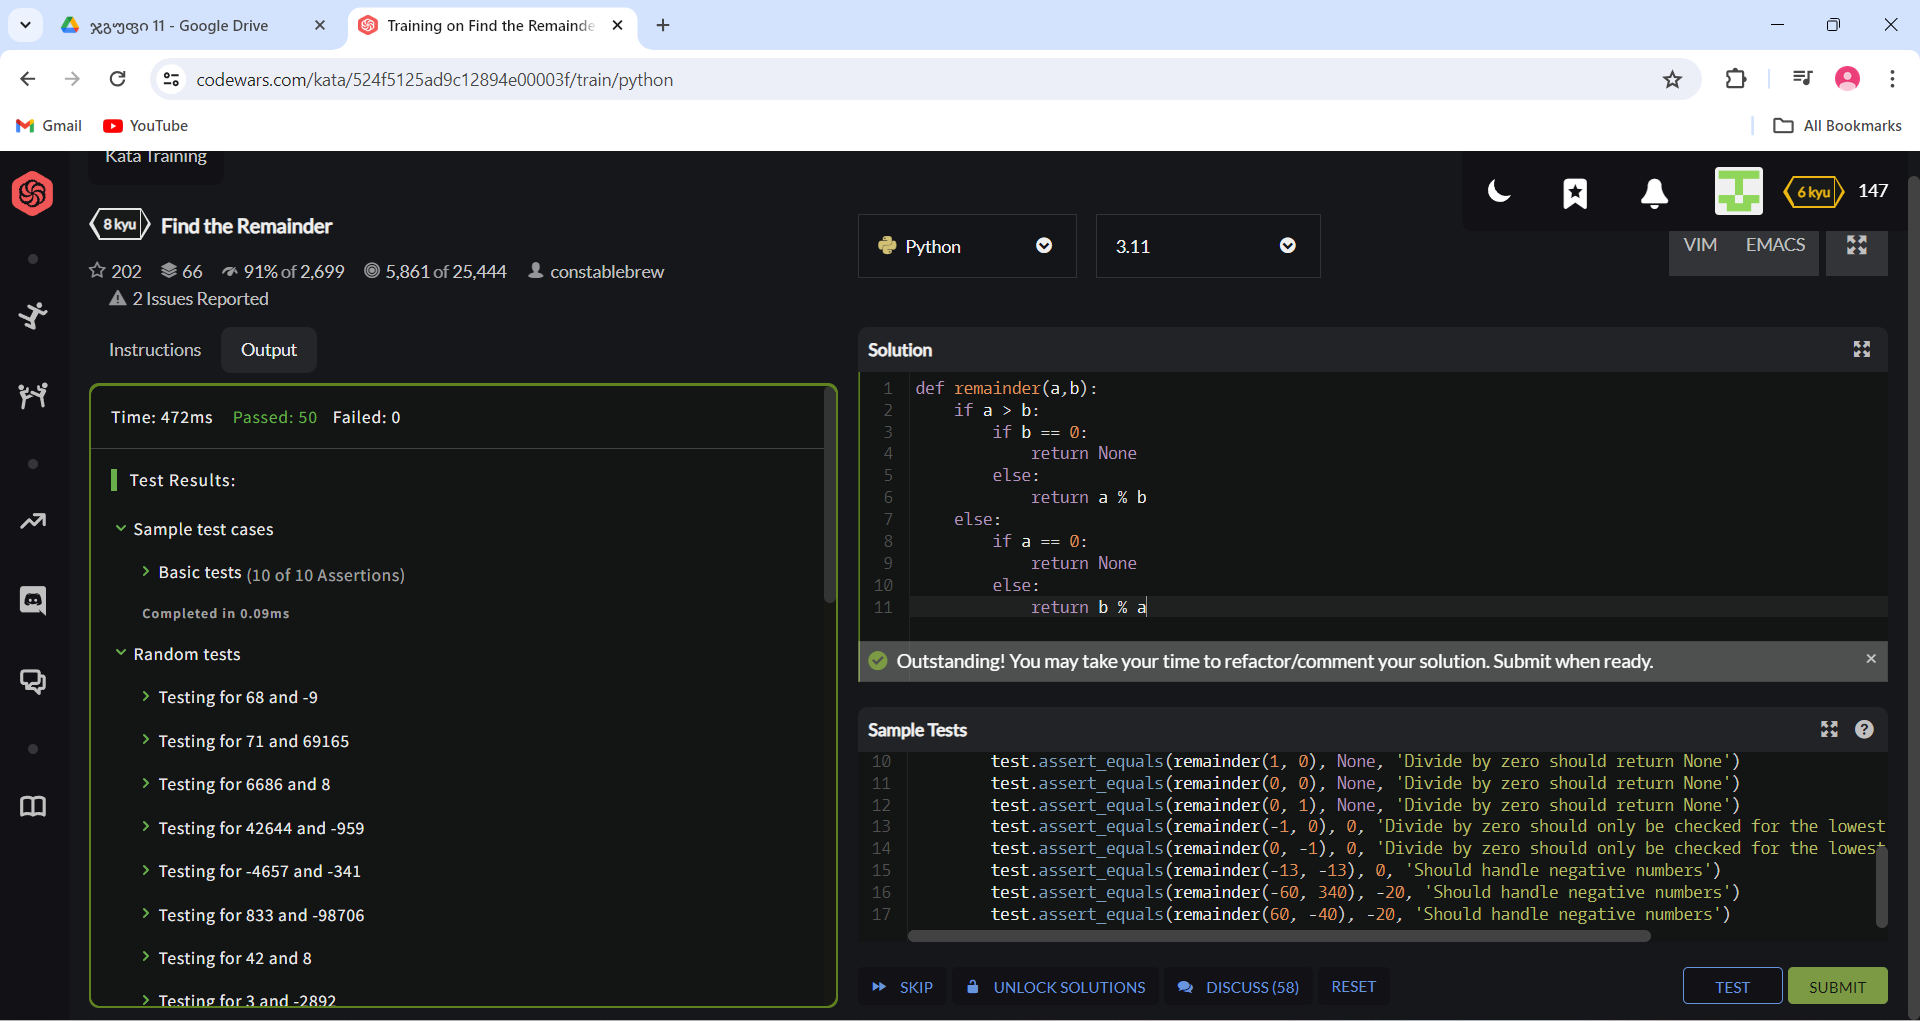 ჯგუფი 11 - Google Drive
Training on Find the Remainde
codewars.com/kata/524f5125ad9c12894e00003f/train/python
Gmail
YouTube
All Bookmarks
Kata Training
6 kyu
147
8 kyu
Find the Remainder
202 66 91% of 2,699 5,861 of 25,444 constablebrew
2 Issues Reported
Python
3.11
VIM
EMACS
Instructions
Output
Time: 472ms Passed: 50 Failed: 0
Test Results:
Sample test cases
Basic tests (10 of 10 Assertions)
Completed in 0.09ms
Random tests
Testing for 68 and -9
Testing for 71 and 69165
Testing for 6686 and 8
Testing for 42644 and -959
Testing for -4657 and -341
Testing for 833 and -98706
Testing for 42 and 8
Testing for 3 and -2892
Solution
1 def remainder(a,b):
2 if a > b:
3 if b == 0:
4 return None
5 else:
6 return a % b
7 else:
8 if a == 0:
9 return None
10 else:
11 return b % a
Outstanding! You may take your time to refactor/comment your solution. Submit when ready.
Sample Tests
10 test.assert_equals(remainder(1, 0), None, 'Divide by zero should return None')
11 test.assert_equals(remainder(0, 0), None, 'Divide by zero should return None')
12 test.assert_equals(remainder(0, 1), None, 'Divide by zero should return None')
13 test.assert_equals(remainder(-1, 0), 0, 'Divide by zero should only be checked for the lowest
14 test.assert_equals(remainder(0, -1), 0, 'Divide by zero should only be checked for the lowest
15 test.assert_equals(remainder(-13, -13), 0, 'Should handle negative numbers')
16 test.assert_equals(remainder(-60, 340), -20, 'Should handle negative numbers')
17 test.assert_equals(remainder(60, -40), -20, 'Should handle negative numbers')
SKIP
UNLOCK SOLUTIONS
DISCUSS (58)
RESET
TEST
SUBMIT